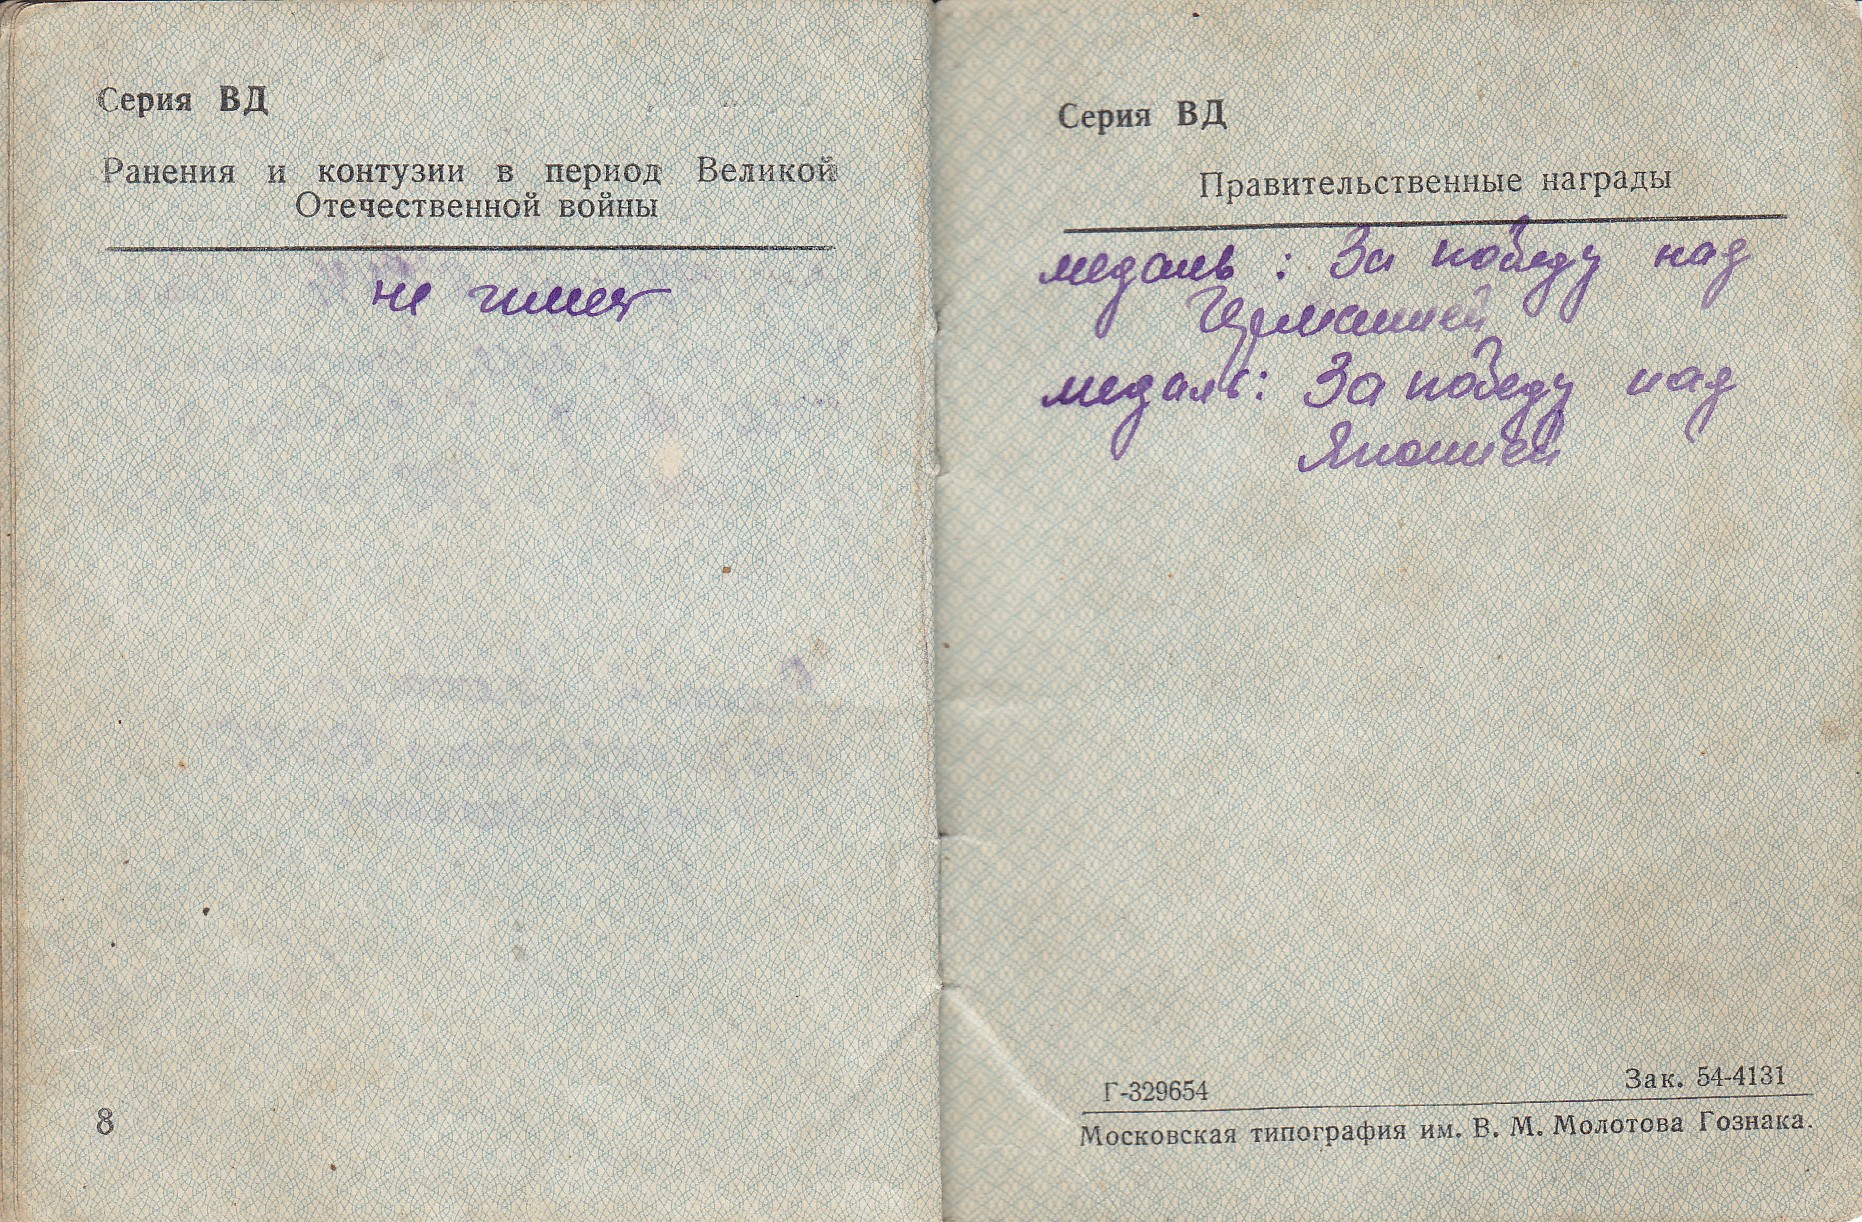 Серия ВД
Ранения и контузии в период Великой
Отечественной войны
не имеет
8
Серия ВД
Правительственные награды
медаль : За победу над
Германией
медаль: За победу над
Японией
Г-329654
Зак. 54-4131
Московская типография им. В. М. Молотова Гознака.